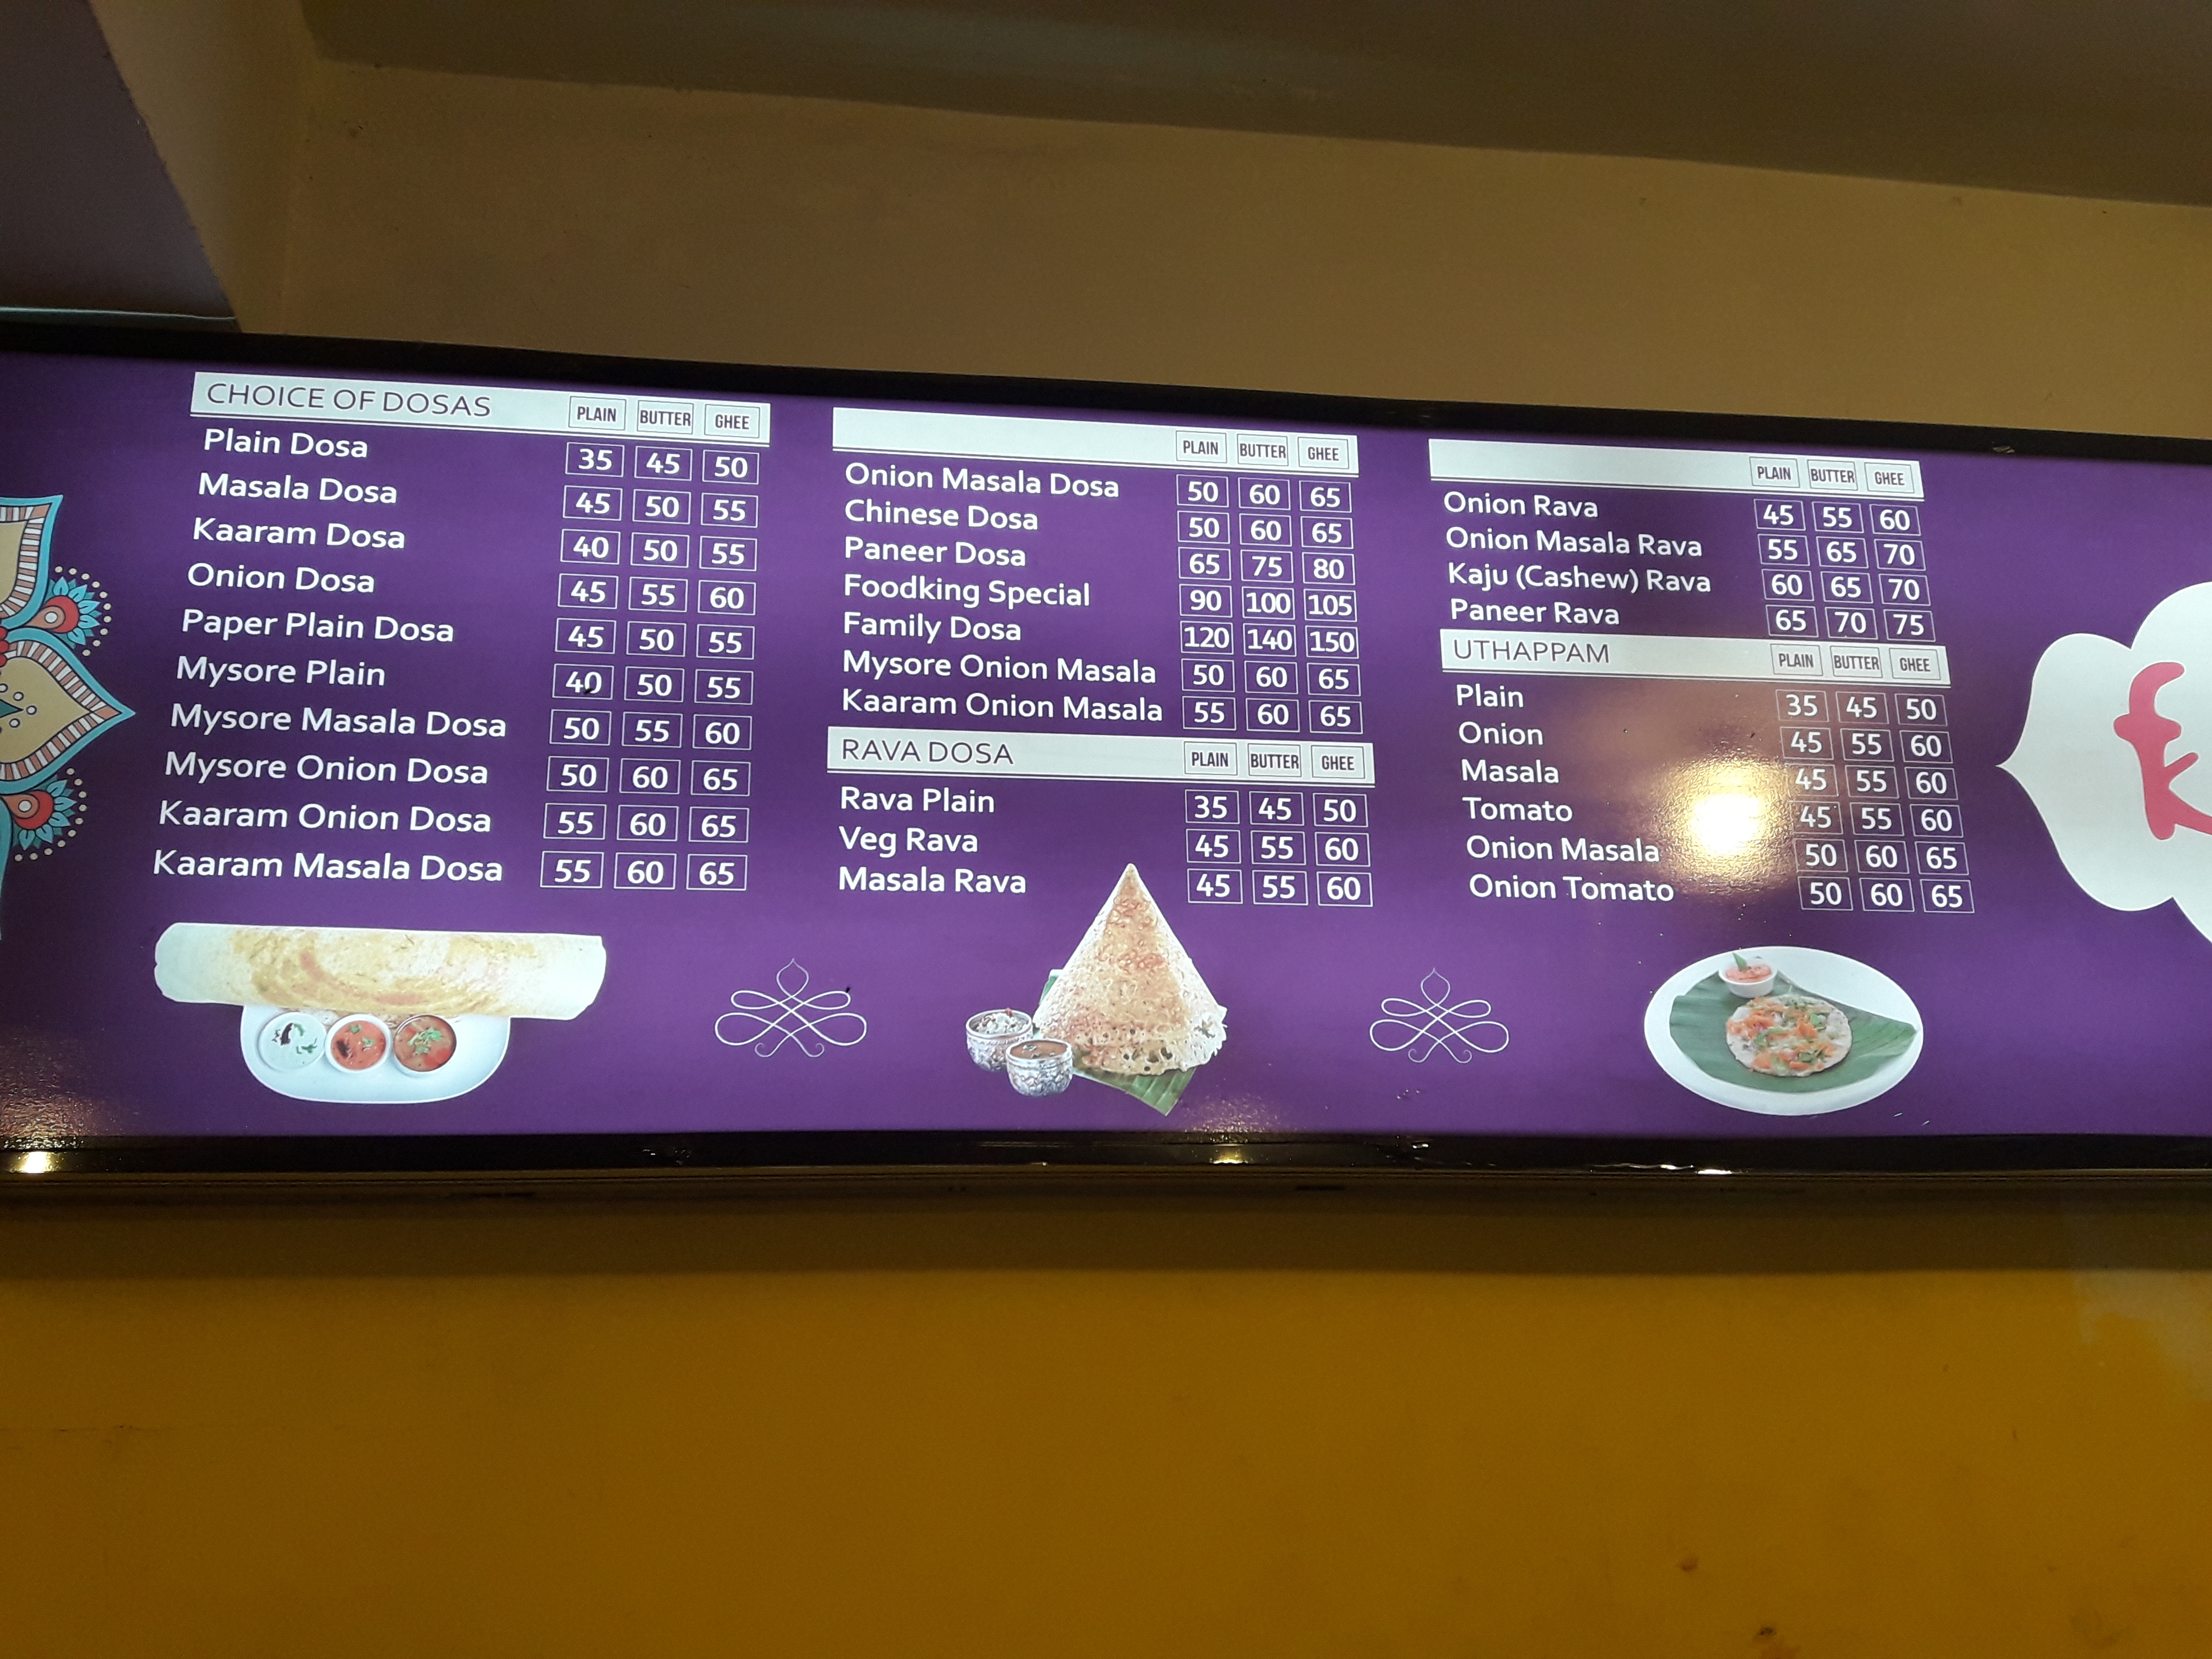 CHOICE OF DOSAS PLAIN BUTTER GHEE
Plain Dosa 35 45 50
Masala Dosa 45 50 55
Kaaram Dosa 40 50 55
Onion Dosa 45 55 60
Paper Plain Dosa 45 50 55
Mysore Plain 40 50 55
Mysore Masala Dosa 50 55 60
Mysore Onion Dosa 50 60 65
Kaaram Onion Dosa 55 60 65
Kaaram Masala Dosa 55 60 65
PLAIN BUTTER GHEE
Onion Masala Dosa 50 60 65
Chinese Dosa 50 60 65
Paneer Dosa 65 75 80
Foodking Special 90 100 105
Family Dosa 120 140 150
Mysore Onion Masala 50 60 65
Kaaram Onion Masala 55 60 65
RAVA DOSA PLAIN BUTTER GHEE
Rava Plain 35 45 50
Veg Rava 45 55 60
Masala Rava 45 55 60
PLAIN BUTTER GHEE
Onion Rava 45 55 60
Onion Masala Rava 55 65 70
Kaju (Cashew) Rava 60 65 70
Paneer Rava 65 70 75
UTHAPPAM PLAIN BUTTER GHEE
Plain 35 45 50
Onion 45 55 60
Masala 45 55 60
Tomato 45 55 60
Onion Masala 50 60 65
Onion Tomato 50 60 65